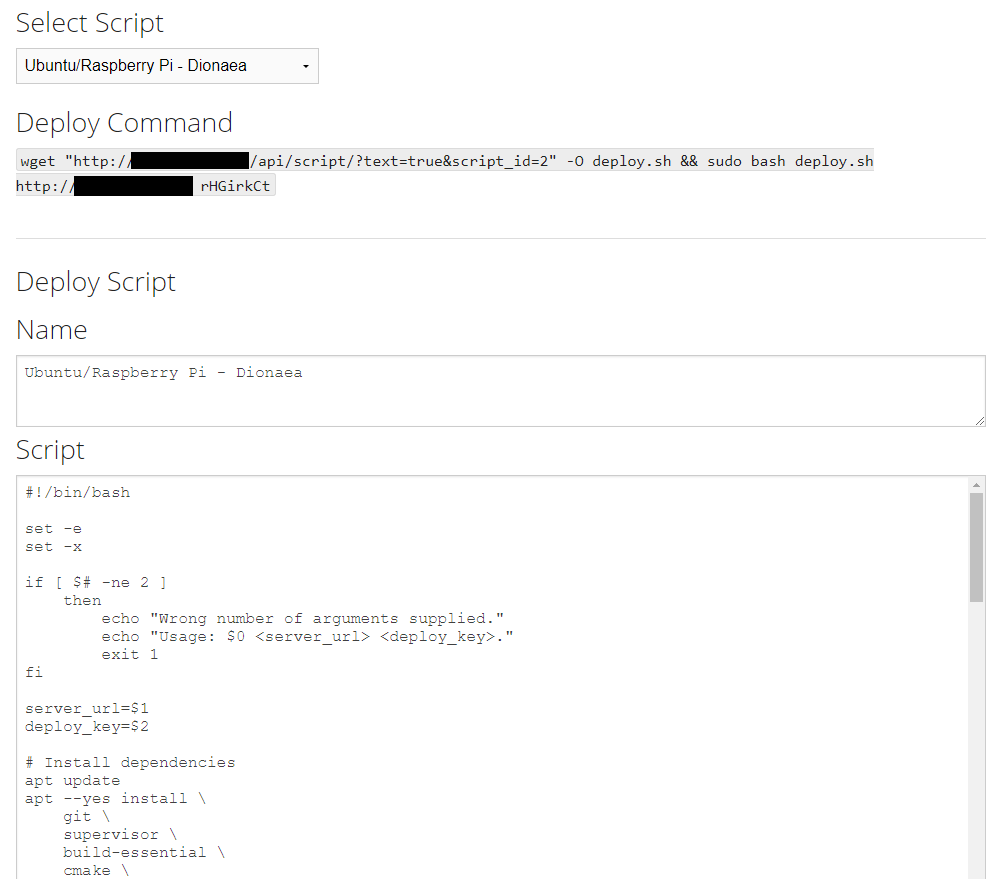 Select Script
Ubuntu/Raspberry Pi - Dionaea
Deploy Command
wget "http:///api/script/?text=true&script_id=2" -O deploy.sh && sudo bash deploy.sh
http:// rHGirkCt
Deploy Script
Name
Ubuntu/Raspberry Pi - Dionaea
Script
#!/bin/bash
set -e
set -x
if [ $# -ne 2 ]
then
echo "Wrong number of arguments supplied."
echo "Usage: $0 <server_url> <deploy_key>."
exit 1
fi
server_url=$1
deploy_key=$2
# Install dependencies
apt update
apt --yes install \
git \
supervisor \
build-essential \
cmake \